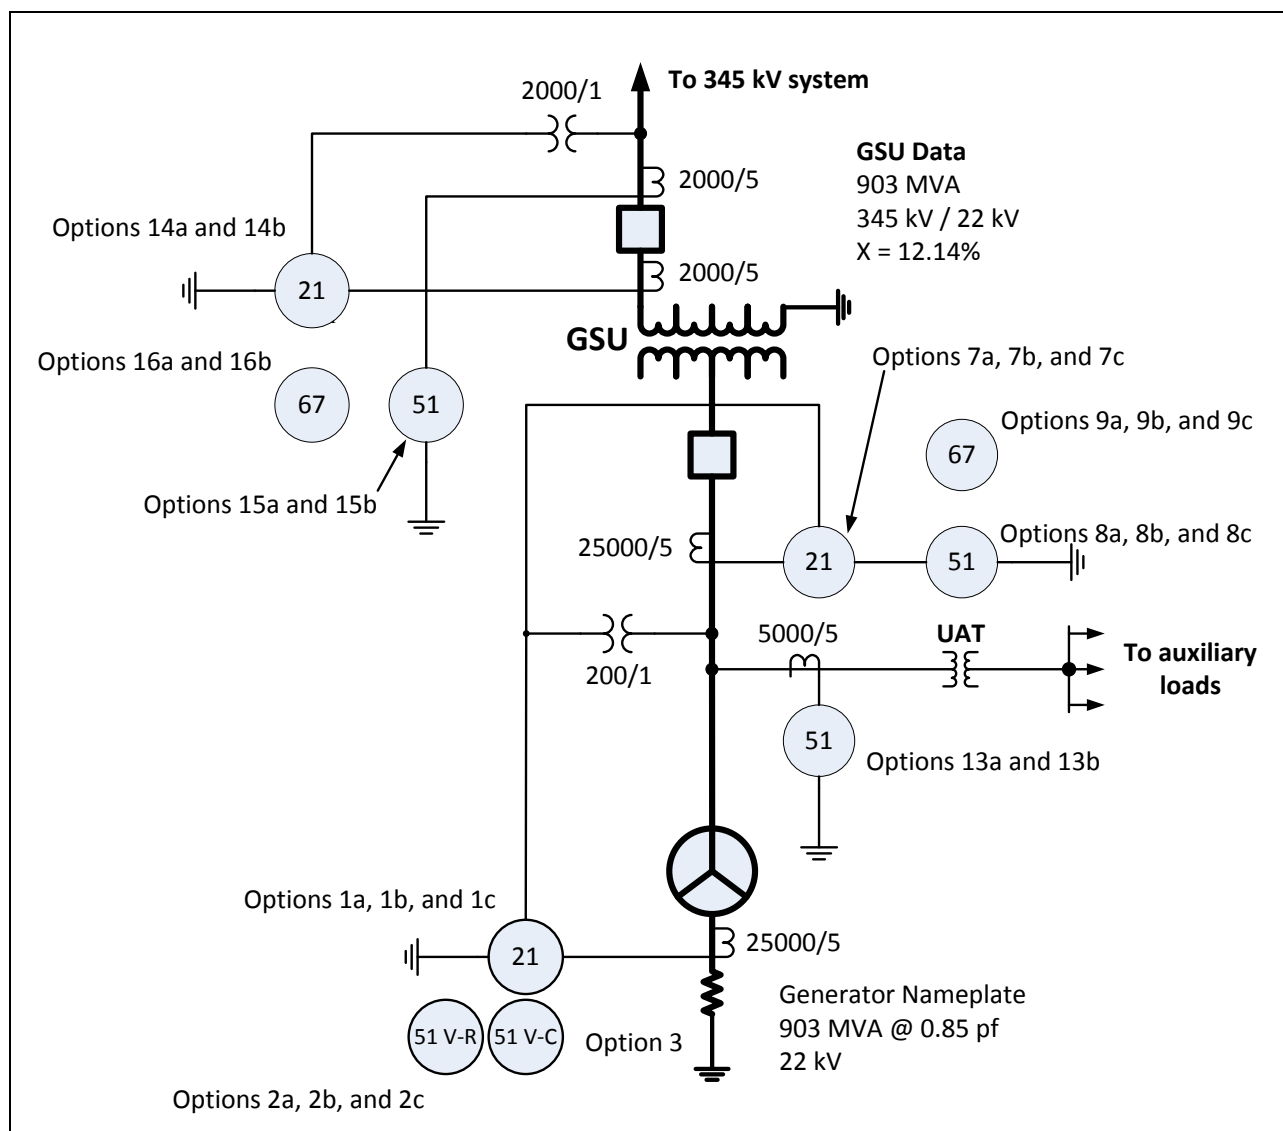 To 345 kV system
2000/1
GSU Data
903 MVA
345 kV / 22 kV
X = 12.14%
2000/5
Options 14a and 14b
21
2000/5
GSU
Options 16a and 16b
67
51
Options 7a, 7b, and 7c
Options 9a, 9b, and 9c
67
Options 15a and 15b
25000/5
21
51
Options 8a, 8b, and 8c
200/1
5000/5
UAT
To auxiliary
loads
51
Options 13a and 13b
Options 1a, 1b, and 1c
21
25000/5
Generator Nameplate
903 MVA @ 0.85 pf
22 kV
51 V-R
51 V-C
Option 3
Options 2a, 2b, and 2c